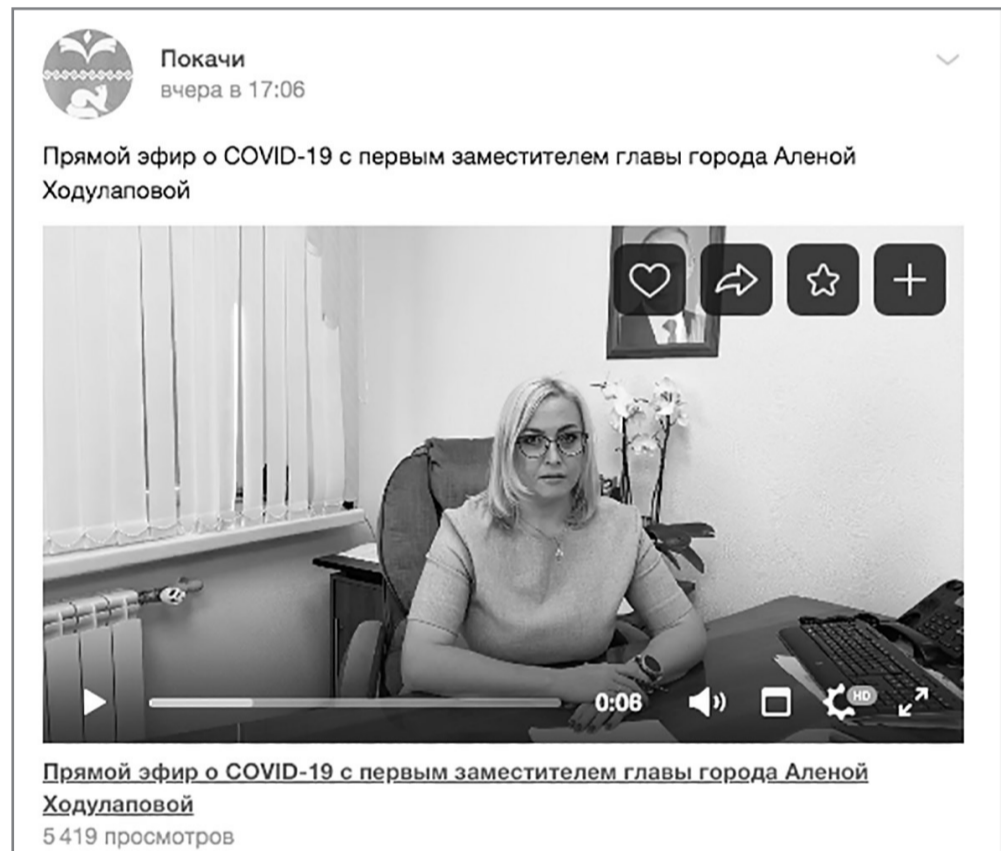 Покачи
вчера в 17:06
Прямой эфир о COVID-19 с первым заместителем главы города Аленой
Ходулаповой
0:06
HD
Прямой эфир о COVID-19 с первым заместителем главы города Аленой
Ходулаповой
5 419 просмотров